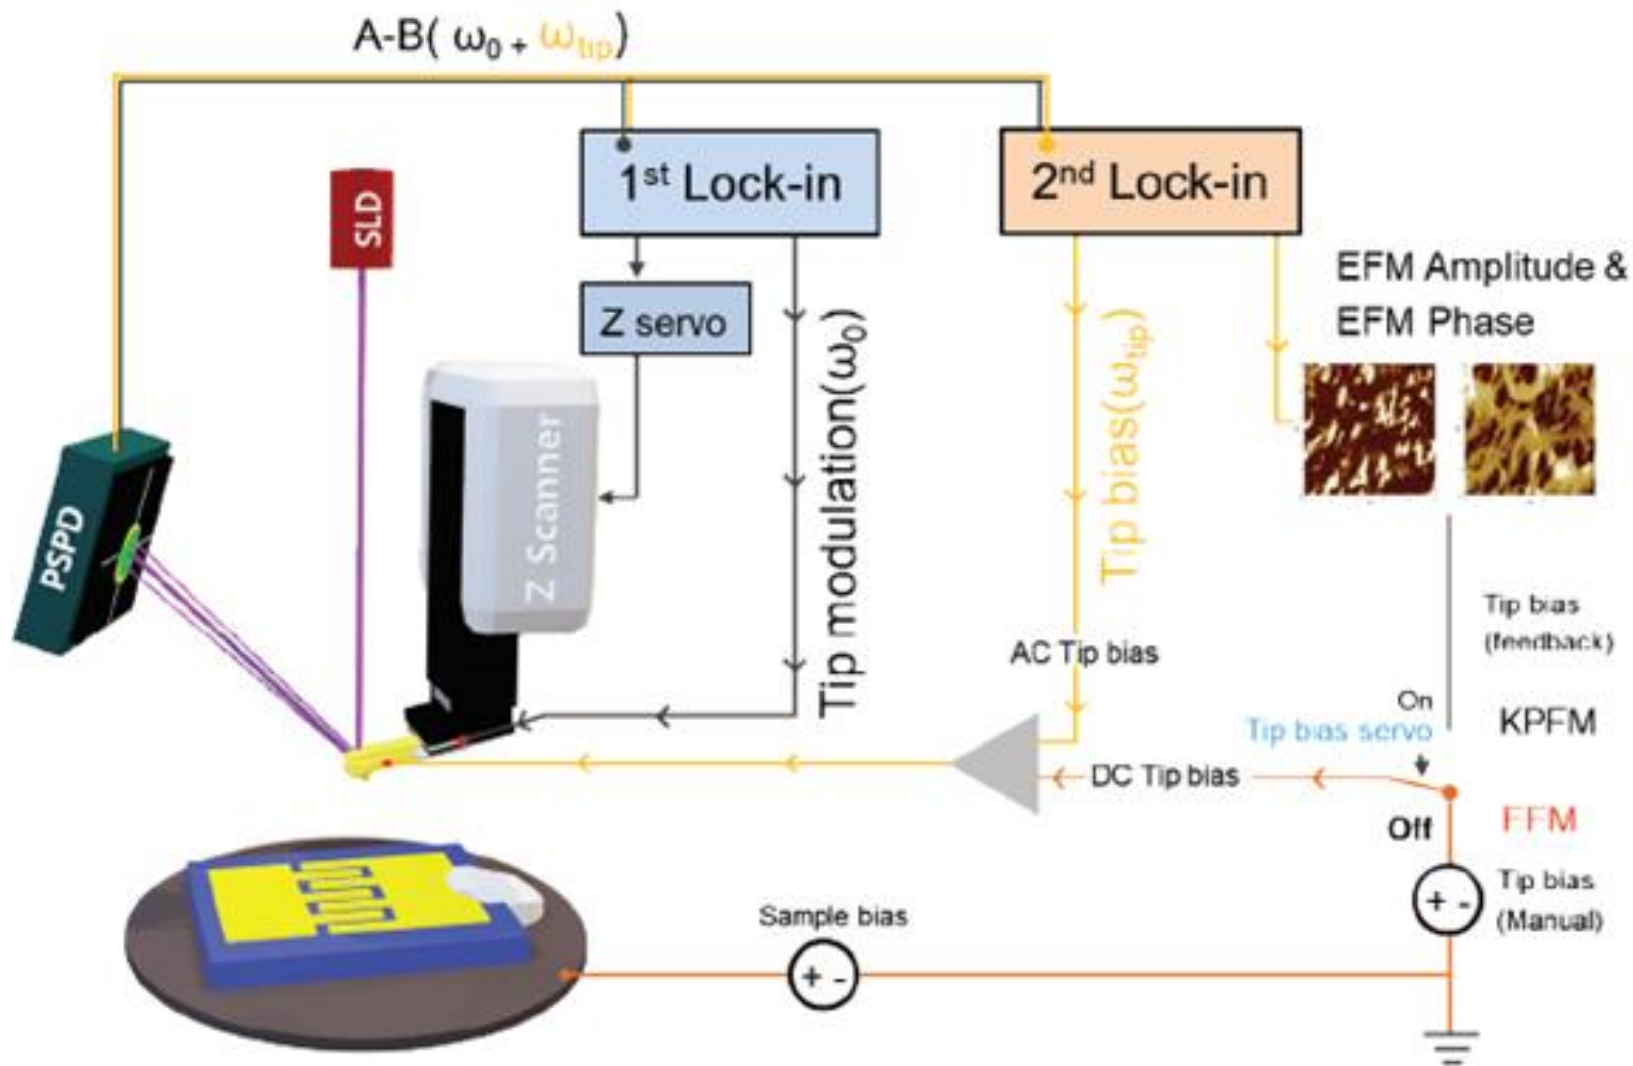 A-B( ω0 + ωtip)
1st Lock-in
2nd Lock-in
SLD
Z servo
EFM Amplitude &
EFM Phase
Z Scanner
Tip modulation(ω0)
Tip bias(ωtip)
PSPD
Tip bias
(feedback)
AC Tip bias
On
Tip bias servo
KPFM
DC Tip bias
Off
FFM
Tip bias
(Manual)
+ -
Sample bias
+ -